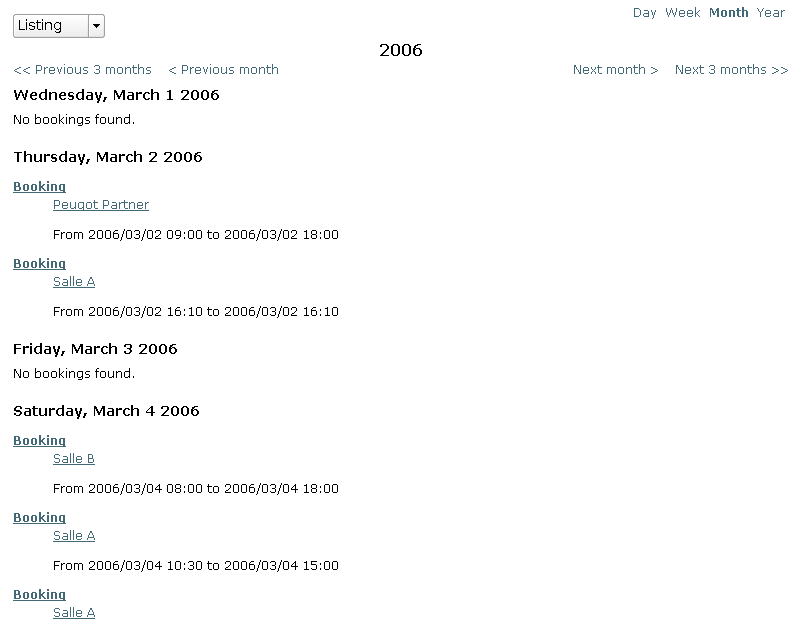 Listing
Day Week Month Year
2006
<< Previous 3 months < Previous month Next month > Next 3 months >>
Wednesday, March 1 2006
No bookings found.
Thursday, March 2 2006
Booking
Peugot Partner
From 2006/03/02 09:00 to 2006/03/02 18:00
Booking
Salle A
From 2006/03/02 16:10 to 2006/03/02 16:10
Friday, March 3 2006
No bookings found.
Saturday, March 4 2006
Booking
Salle B
From 2006/03/04 08:00 to 2006/03/04 18:00
Booking
Salle A
From 2006/03/04 10:30 to 2006/03/04 15:00
Booking
Salle A